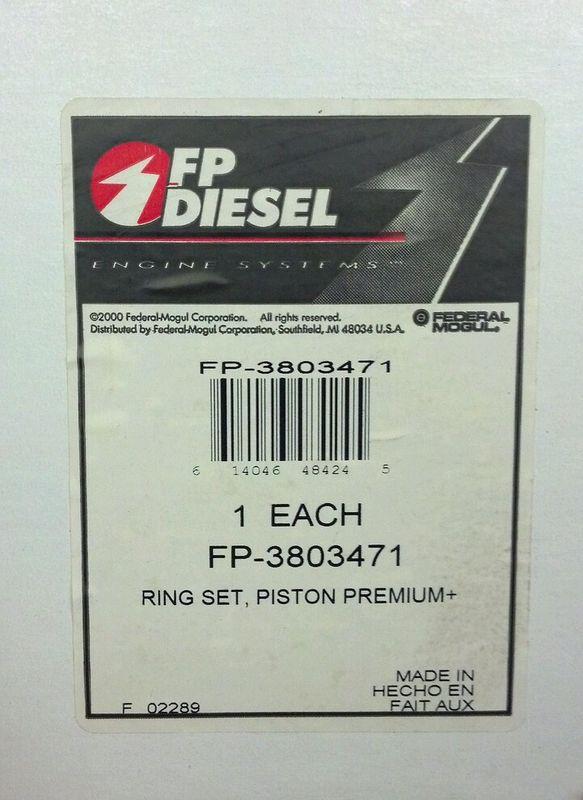 FP
DIESEL
ENGINE SYSTEMS™
©2000 Federal-Mogul Corporation. All rights reserved.
Distributed by Federal-Mogul Corporation, Southfield, MI 48034 U.S.A.
FEDERAL
MOGUL®
FP-3803471
6 14046 48424 5
1 EACH
FP-3803471
RING SET, PISTON PREMIUM+
MADE IN
HECHO EN
FAIT AUX
F 02289